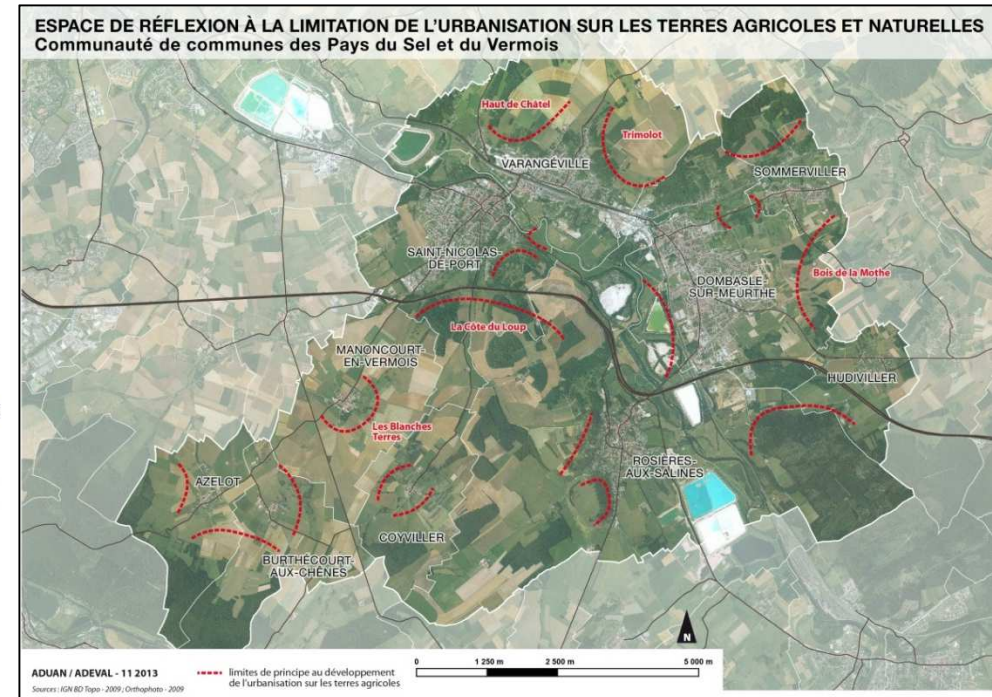 ESPACE DE RÉFLEXION À LA LIMITATION DE L'URBANISATION SUR LES TERRES AGRICOLES ET NATURELLES
Communauté de communes des Pays du Sel et du Vermois
Haut de Châtel
Trimolot
VARANGÉVILLE
SOMMERVILLER
SAINT-NICOLAS-
DE-PORT
DOMBASLE-
SUR-MEURTHE
Bois de la Mothe
La Côte du Loup
MANONCOURT-
EN-VERMOIS
HUDIVILLER
Les Blanches
Terres
ROSIÈRES-
AUX-SALINES
AZELOT
COYVILLER
BURTHÉCOURT-
AUX-CHÊNES
N
ADUAN / ADEVAL - 11 2013
Sources : IGN BD Topo - 2009 ; Orthophoto - 2009
limites de principe au développement
de l'urbanisation sur les terres agricoles
0 1 250 m 2 500 m 5 000 m